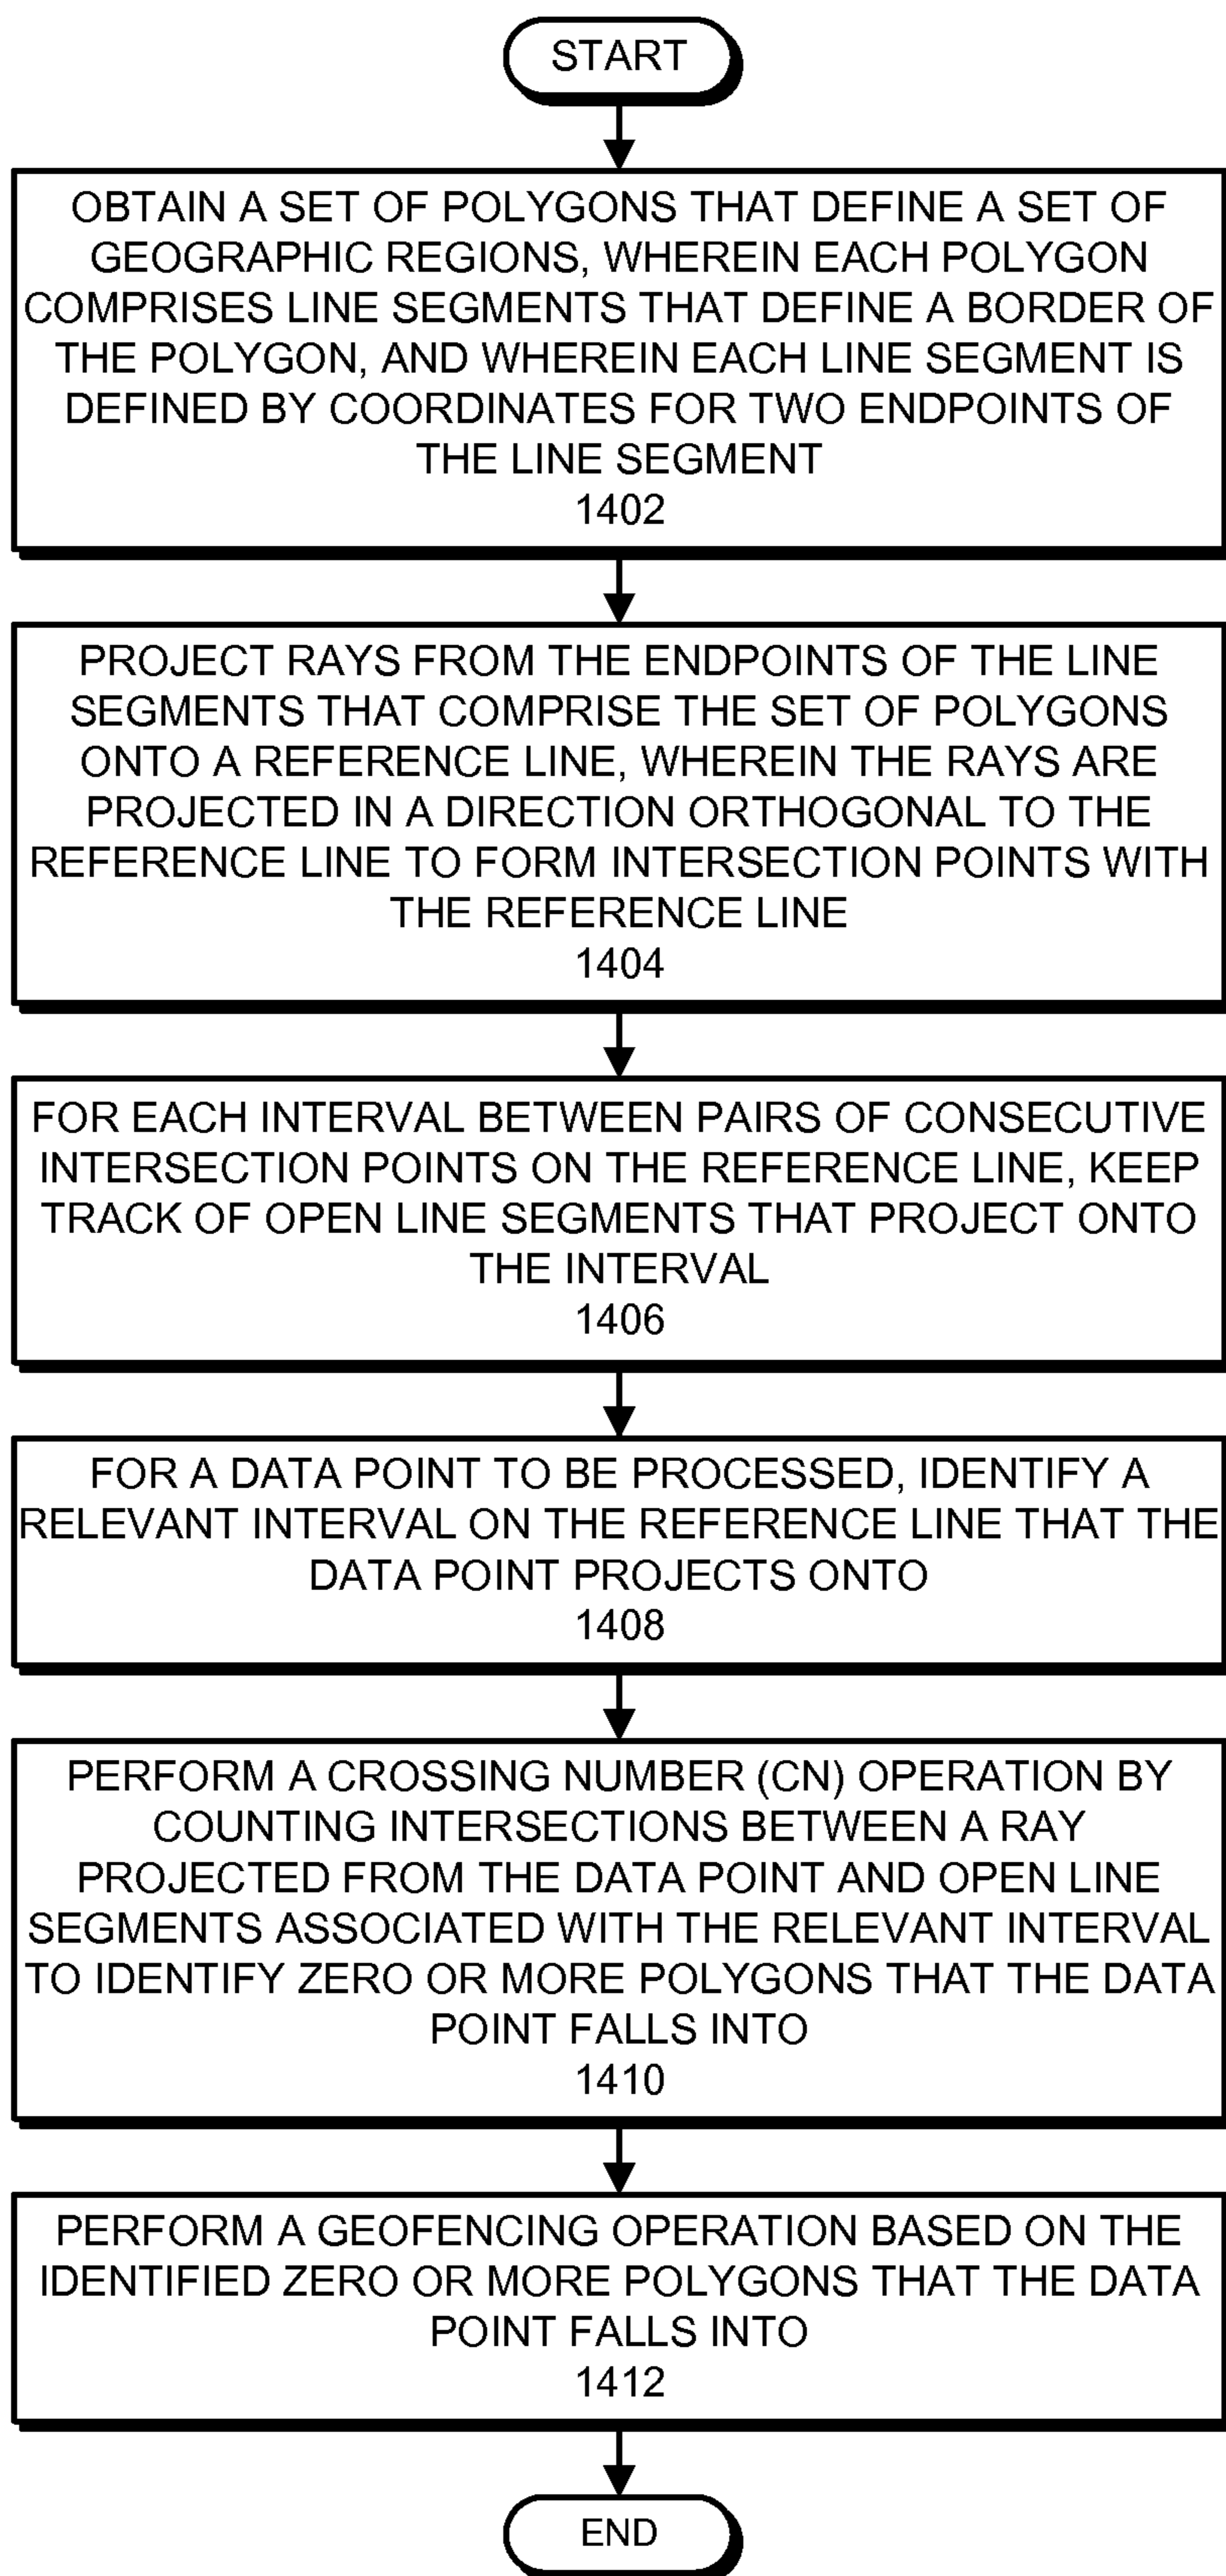 START
OBTAIN A SET OF POLYGONS THAT DEFINE A SET OF
GEOGRAPHIC REGIONS, WHEREIN EACH POLYGON
COMPRISES LINE SEGMENTS THAT DEFINE A BORDER OF
THE POLYGON, AND WHEREIN EACH LINE SEGMENT IS
DEFINED BY COORDINATES FOR TWO ENDPOINTS OF
THE LINE SEGMENT
1402
PROJECT RAYS FROM THE ENDPOINTS OF THE LINE
SEGMENTS THAT COMPRISE THE SET OF POLYGONS
ONTO A REFERENCE LINE, WHEREIN THE RAYS ARE
PROJECTED IN A DIRECTION ORTHOGONAL TO THE
REFERENCE LINE TO FORM INTERSECTION POINTS WITH
THE REFERENCE LINE
1404
FOR EACH INTERVAL BETWEEN PAIRS OF CONSECUTIVE
INTERSECTION POINTS ON THE REFERENCE LINE, KEEP
TRACK OF OPEN LINE SEGMENTS THAT PROJECT ONTO
THE INTERVAL
1406
FOR A DATA POINT TO BE PROCESSED, IDENTIFY A
RELEVANT INTERVAL ON THE REFERENCE LINE THAT THE
DATA POINT PROJECTS ONTO
1408
PERFORM A CROSSING NUMBER (CN) OPERATION BY
COUNTING INTERSECTIONS BETWEEN A RAY
PROJECTED FROM THE DATA POINT AND OPEN LINE
SEGMENTS ASSOCIATED WITH THE RELEVANT INTERVAL
TO IDENTIFY ZERO OR MORE POLYGONS THAT THE DATA
POINT FALLS INTO
1410
PERFORM A GEOFENCING OPERATION BASED ON THE
IDENTIFIED ZERO OR MORE POLYGONS THAT THE DATA
POINT FALLS INTO
1412
END